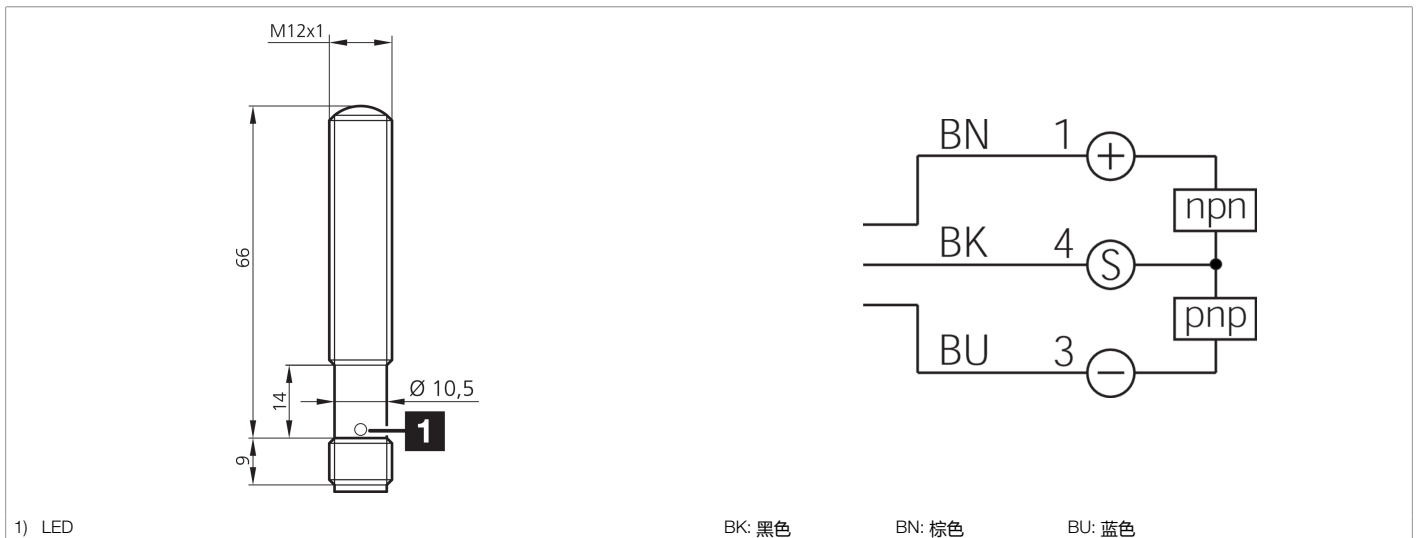 M12x1
66
14
Ø 10,5
1
9
BN 1 +
npn
BK 4 S
pnp
BU 3 −
1) LED
BK: 黑色 BN: 棕色 BU: 蓝色